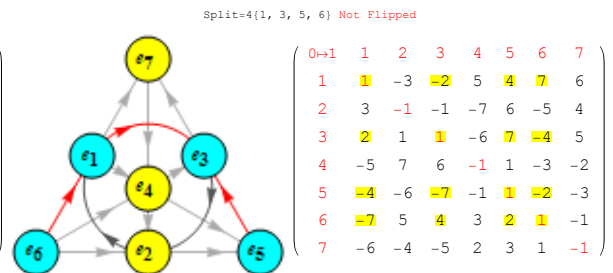 Split=4{1, 3, 5, 6} Not Flipped
e7
e1
e3
e4
e6
e2
e5
0↦1 1 2 3 4 5 6 7
1 1 -3 -2 5 4 7 6
2 3 -1 -1 -7 6 -5 4
3 2 1 1 -6 7 -4 5
4 -5 7 6 -1 1 -3 -2
5 -4 -6 -7 -1 1 -2 -3
6 -7 5 4 3 2 1 -1
7 -6 -4 -5 2 3 1 -1